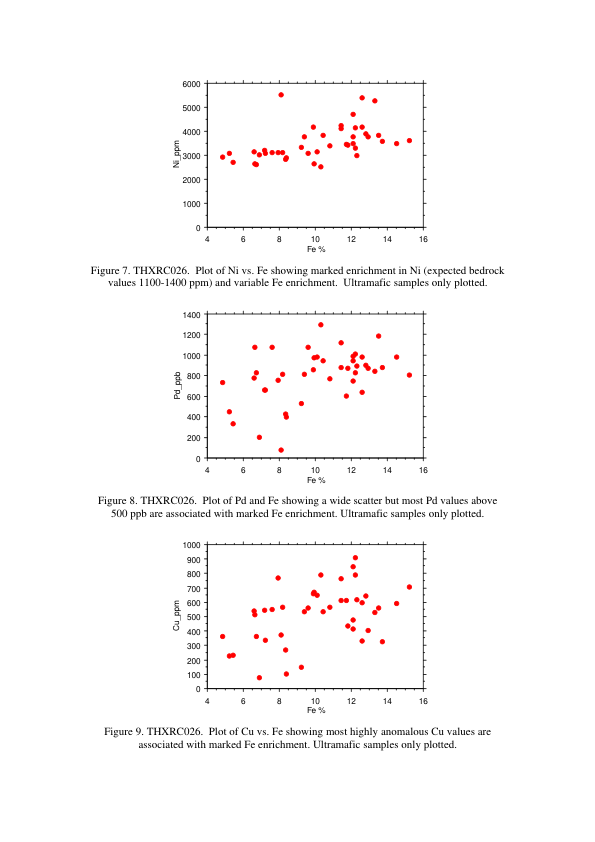 6000
5000
4000
3000
2000
1000
0
Ni_ppm
4 6 8 10 12 14 16
Fe %
Figure 7. THXRC026. Plot of Ni vs. Fe showing marked enrichment in Ni (expected bedrock
values 1100-1400 ppm) and variable Fe enrichment. Ultramafic samples only plotted.
1400
1200
1000
800
600
400
200
0
Pd_ppb
4 6 8 10 12 14 16
Fe %
Figure 8. THXRC026. Plot of Pd and Fe showing a wide scatter but most Pd values above
500 ppb are associated with marked Fe enrichment. Ultramafic samples only plotted.
1000
900
800
700
600
500
400
300
200
100
0
Cu_ppm
4 6 8 10 12 14 16
Fe %
Figure 9. THXRC026. Plot of Cu vs. Fe showing most highly anomalous Cu values are
associated with marked Fe enrichment. Ultramafic samples only plotted.